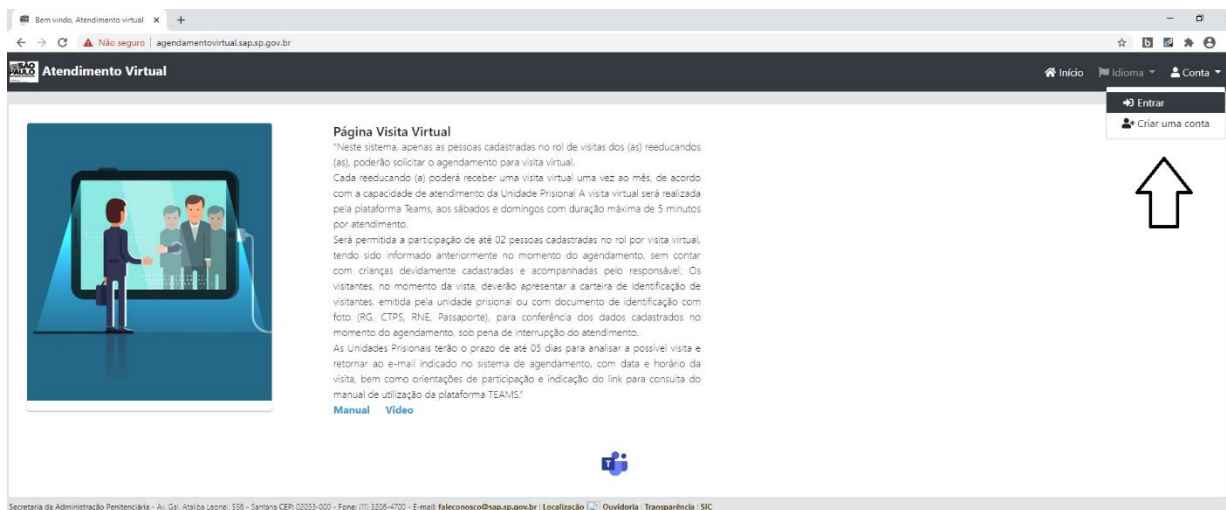 Bem vindo, Atendimento virtual
Não seguro | agendamentovirtual.sap.sp.gov.br
SÃO PAULO Atendimento Virtual
Início Idioma Conta
Entrar
Criar uma conta
Página Visita Virtual
"Neste sistema, apenas as pessoas cadastradas no rol de visitas dos (as) reeducandos
(as), poderão solicitar o agendamento para visita virtual.
Cada reeducando (a) poderá receber uma visita virtual uma vez ao mês, de acordo
com a capacidade de atendimento da Unidade Prisional A visita virtual será realizada
pela plataforma Teams, aos sábados e domingos com duração máxima de 5 minutos
por atendimento.
Será permitida a participação de até 02 pessoas cadastradas no rol por visita virtual,
tendo sido informado anteriormente no momento do agendamento, sem contar
com crianças devidamente cadastradas e acompanhadas pelo responsável; Os
visitantes, no momento da vista, deverão apresentar a carteira de identificação de
visitantes, emitida pela unidade prisional ou com documento de identificação com
foto (RG, CTPS, RNE, Passaporte), para conferência dos dados cadastrados no
momento do agendamento, sob pena de interrupção do atendimento.
As Unidades Prisionais terão o prazo de até 05 dias para analisar a possível visita e
retornar ao e-mail indicado no sistema de agendamento, com data e horário da
visita, bem como orientações de participação e indicação do link para consulta do
manual de utilização da plataforma TEAMS."
Manual Video
T
Secretaria da Administração Penitenciária - Av. Gal. Ataliba Leonel, 556 - Santana CEP: 02033-000 - Fone: (11) 3206-4700 - E-mail: faleconosco@sap.sp.gov.br | Localização Ouvidoria | Transparência | SIC